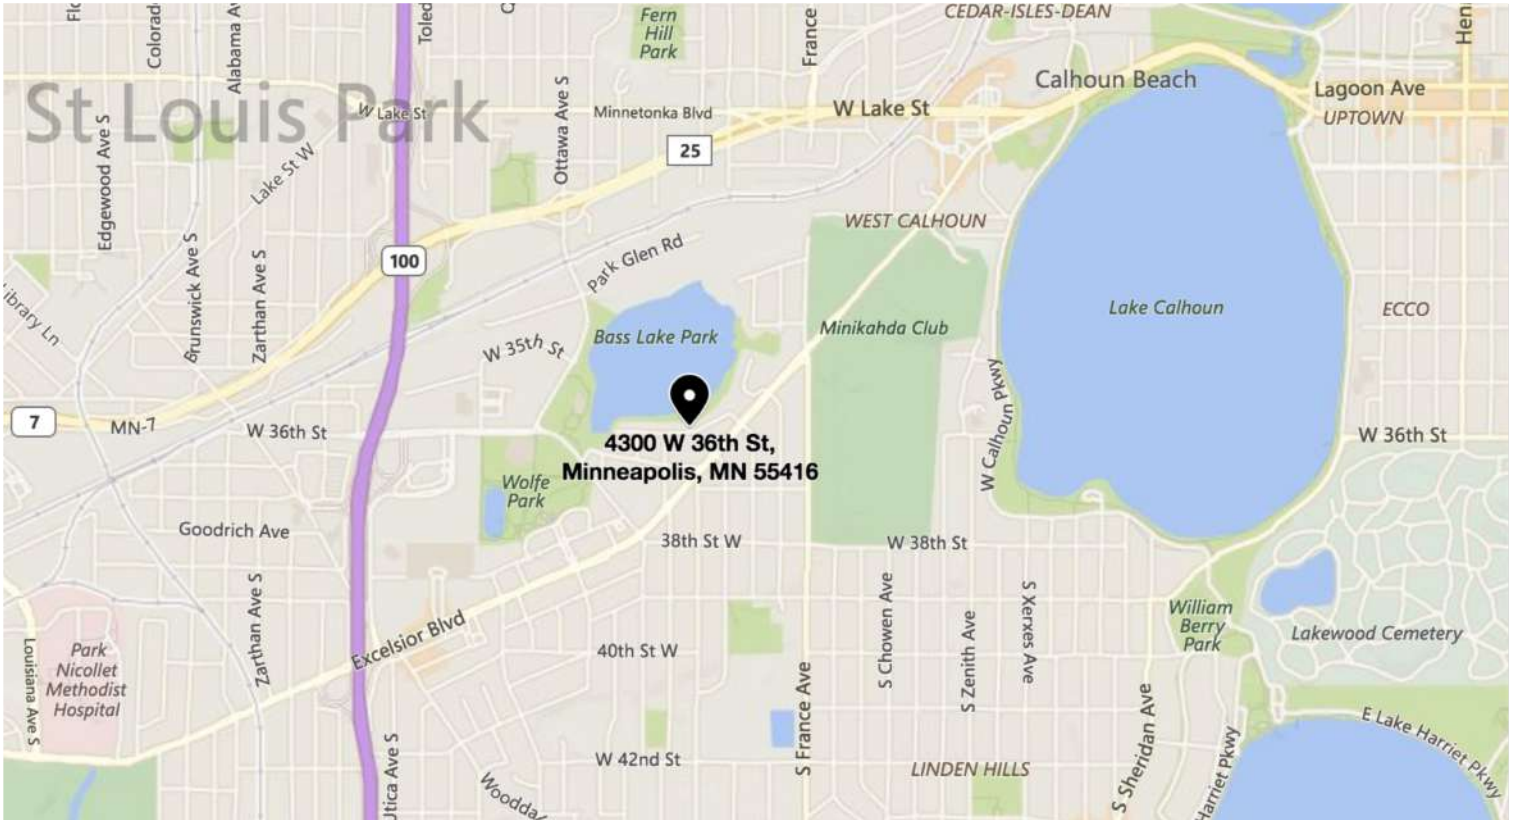 CEDAR-ISLES-DEAN
Fern
Hill
Park
France
Calhoun Beach
Lagoon Ave
UPTOWN
St Louis Park
W Lake St
Minnetonka Blvd
W Lake St
Alabama
25
Ottawa Ave S
Edgewood Ave S
Lake St W
WEST CALHOUN
100
Park Glen Rd
Brunswick Ave S
Zarthan Ave S
Library Ln
Bass Lake Park
Minikahda Club
Lake Calhoun
ECCO
W 35th St
W Calhoun Pkwy
7
MN-7
W 36th St
W 36th St
4300 W 36th St,
Minneapolis, MN 55416
Wolfe
Park
Goodrich Ave
38th St W
W 38th St
Zarthan Ave S
S Chowen Ave
S Zenith Ave
S Xerxes Ave
William
Berry
Park
Lakewood Cemetery
Excelsior Blvd
40th St W
Park
Nicollet
Methodist
Hospital
Louisiana Ave S
S France Ave
S Sheridan Ave
E Lake Harriet Pkwy
Harriet Pkwy
Utica Ave S
W 42nd St
LINDEN HILLS